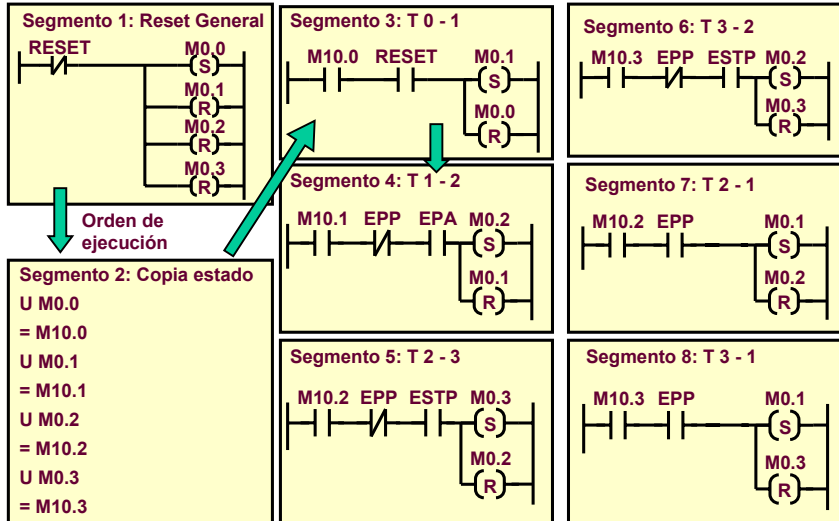 Segmento 1: Reset General
RESET
M0.0
S
M0.1
R
M0.2
R
M0.3
R
Orden de
ejecución
Segmento 2: Copia estado
U M0.0
= M10.0
U M0.1
= M10.1
U M0.2
= M10.2
U M0.3
= M10.3
Segmento 3: T 0 - 1
M10.0 RESET M0.1
S
M0.0
R
Segmento 4: T 1 - 2
M10.1 EPP EPA M0.2
S
M0.1
R
Segmento 5: T 2 - 3
M10.2 EPP ESTP M0.3
S
M0.2
R
Segmento 6: T 3 - 2
M10.3 EPP ESTP M0.2
S
M0.3
R
Segmento 7: T 2 - 1
M10.2 EPP M0.1
S
M0.2
R
Segmento 8: T 3 - 1
M10.3 EPP M0.1
S
M0.3
R